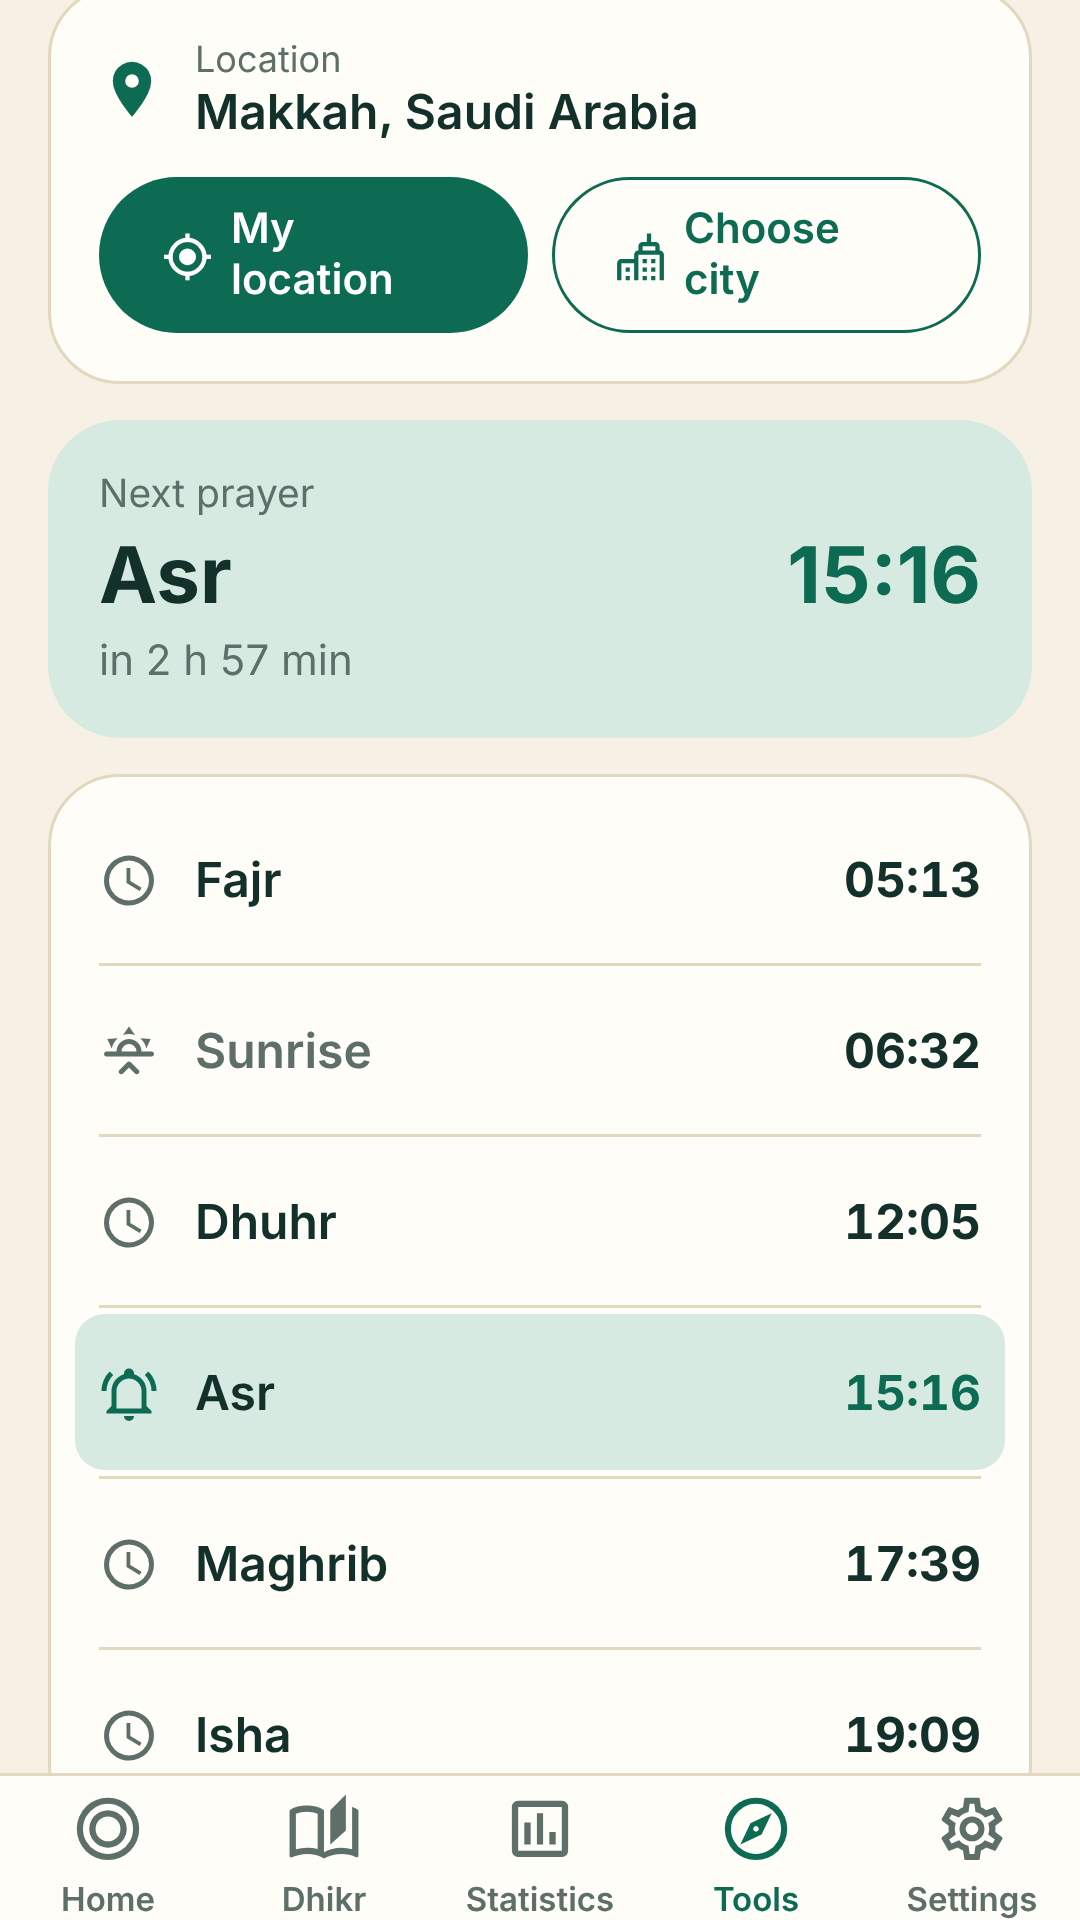 Location
Makkah, Saudi Arabia
My
location
Choose
city
Next prayer
Asr 15:16
in 2 h 57 min
Fajr 05:13
Sunrise 06:32
Dhuhr 12:05
Asr 15:16
Maghrib 17:39
Isha 19:09
Home Dhikr Statistics Tools Settings